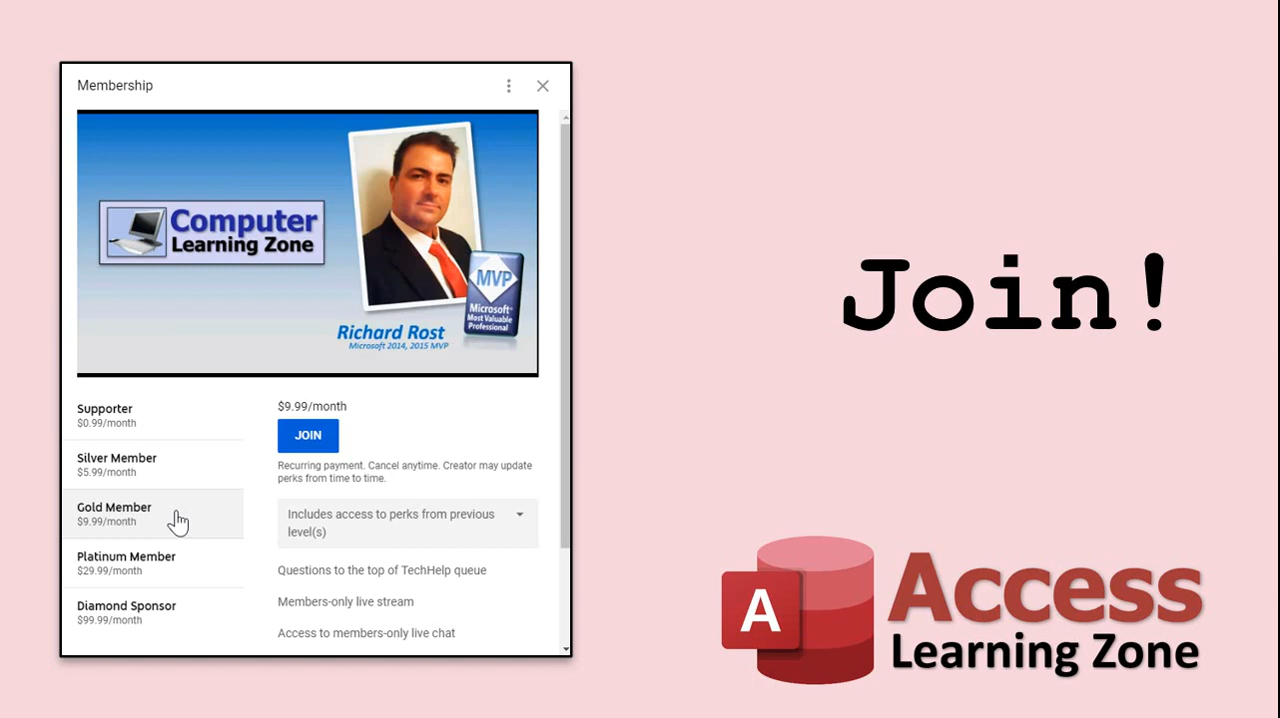 Membership
Computer
Learning Zone
MVP
Microsoft®
Most Valuable
Professional
Richard Rost
Microsoft 2014, 2015 MVP
Supporter
$0.99/month
Silver Member
$5.99/month
Gold Member
$9.99/month
Platinum Member
$29.99/month
Diamond Sponsor
$99.99/month
$9.99/month
JOIN
Recurring payment. Cancel anytime. Creator may update
perks from time to time.
Includes access to perks from previous
level(s)
Questions to the top of TechHelp queue
Members-only live stream
Access to members-only live chat
Join!
A
Access
Learning Zone